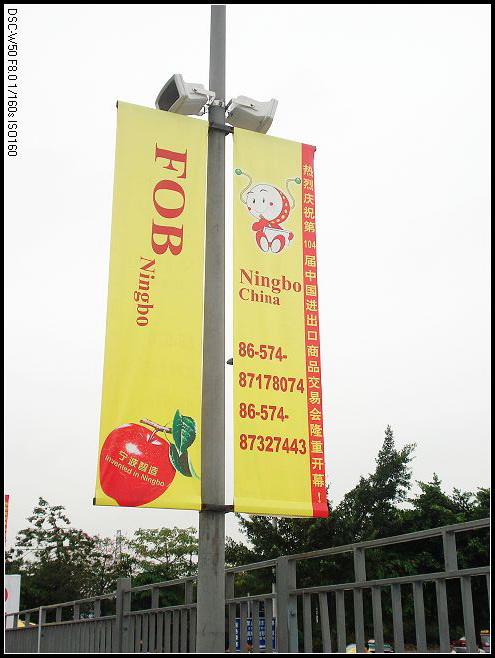 DSC-W50 F8.0 1/160s ISO160
FOB
Ningbo
宁波智造
Invented in Ningbo
Ningbo
China
86-574-
87178074
86-574-
87327443
热烈庆祝第104届中国进出口商品交易会隆重开幕！